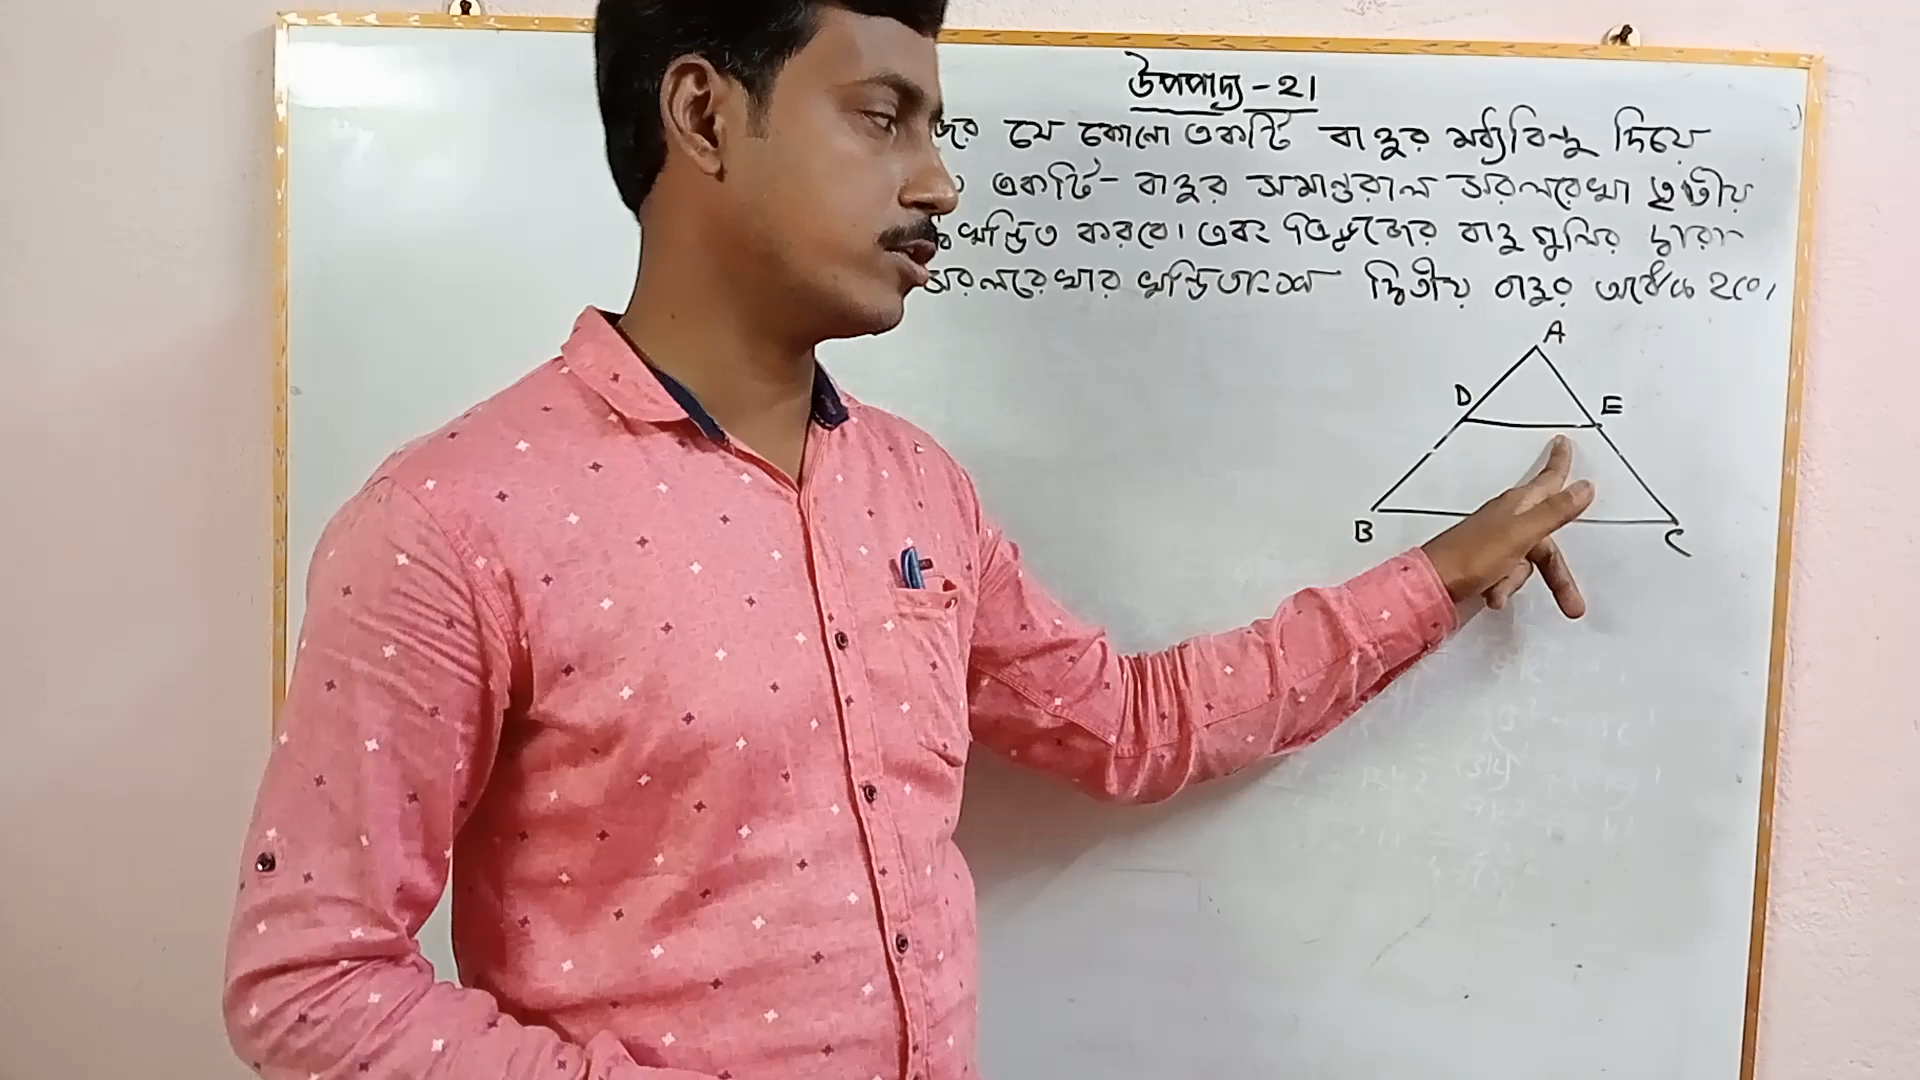 উপপাদ্য - ২১
জের যে কোনো একটি বাহুর মধ্যবিন্দু দিয়ে
একটি বাহুর সমান্তরাল সরলরেখা তৃতীয়
খন্ডিত করবে। এবং ত্রিভুজের বাহুগুলির দ্বারা
সরলরেখার খন্ডিতাংশ দ্বিতীয় বাহুর অর্ধেক হবে।
A
D E
B C